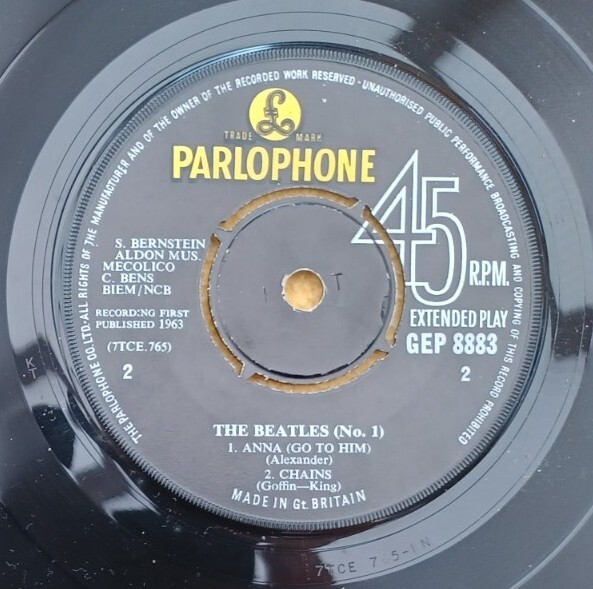 THE PARLOPHONE CO. LTD. ALL RIGHTS OF THE MANUFACTURER AND OF THE OWNER OF THE RECORDED WORK RESERVED - UNAUTHORISED PUBLIC PERFORMANCE BROADCASTING AND COPYING OF THIS RECORD PROHIBITED
£
TRADE MARK
PARLOPHONE
45
R.P.M.
EXTENDED PLAY
GEP 8883
2
S. BERNSTEIN
ALDON MUS.
MECOLICO
C. BENS
BIEM/NCB
RECORDING FIRST
PUBLISHED 1963
(7TCE.765)
2
T
THE BEATLES (No. 1)
1. ANNA (GO TO HIM)
(Alexander)
2. CHAINS
(Goffin—King)
MADE IN Gt. BRITAIN
KT